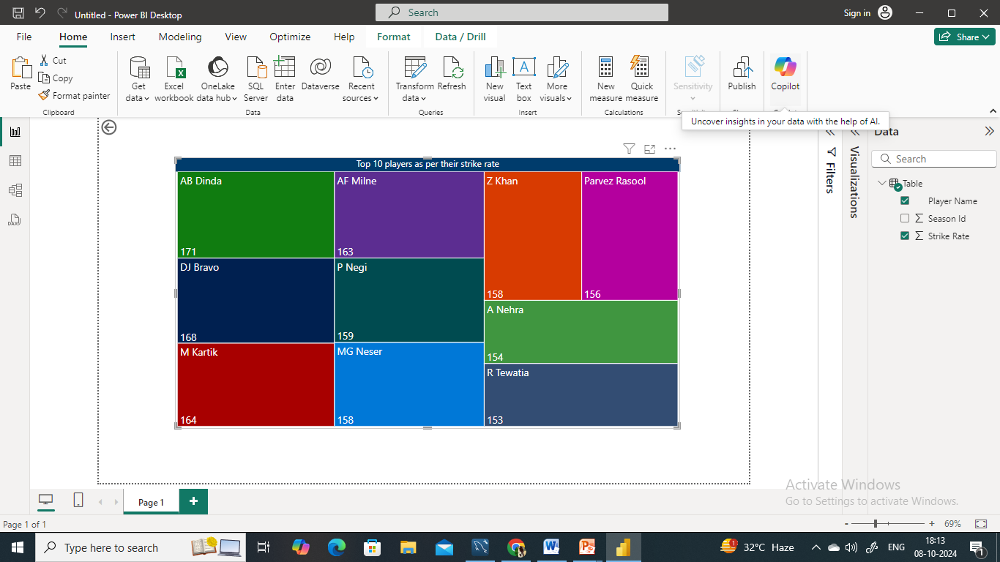 Untitled - Power BI Desktop
Search
Sign in
File Home Insert Modeling View Optimize Help Format Data / Drill
Share
Paste
Cut
Copy
Format painter
Clipboard
Get data
Excel workbook
OneLake data hub
SQL Server
Enter data
Dataverse
Recent sources
Data
Transform data
Refresh
Queries
New visual
Text box
More visuals
Insert
New measure
Quick measure
Calculations
Sensitivity
Publish
Copilot
Uncover insights in your data with the help of AI.
Top 10 players as per their strike rate
AB Dinda
171
DJ Bravo
168
M Kartik
164
AF Milne
163
P Negi
159
MG Neser
158
Z Khan
158
Parvez Rasool
156
A Nehra
154
R Tewatia
153
Filters
Visualizations
Data
Search
Table
Player Name
Σ Season Id
Σ Strike Rate
DAX
Activate Windows
Go to Settings to activate Windows.
Page 1
+
Page 1 of 1
- + 69%
Type here to search
32°C Haze
ENG
18:13
08-10-2024
1